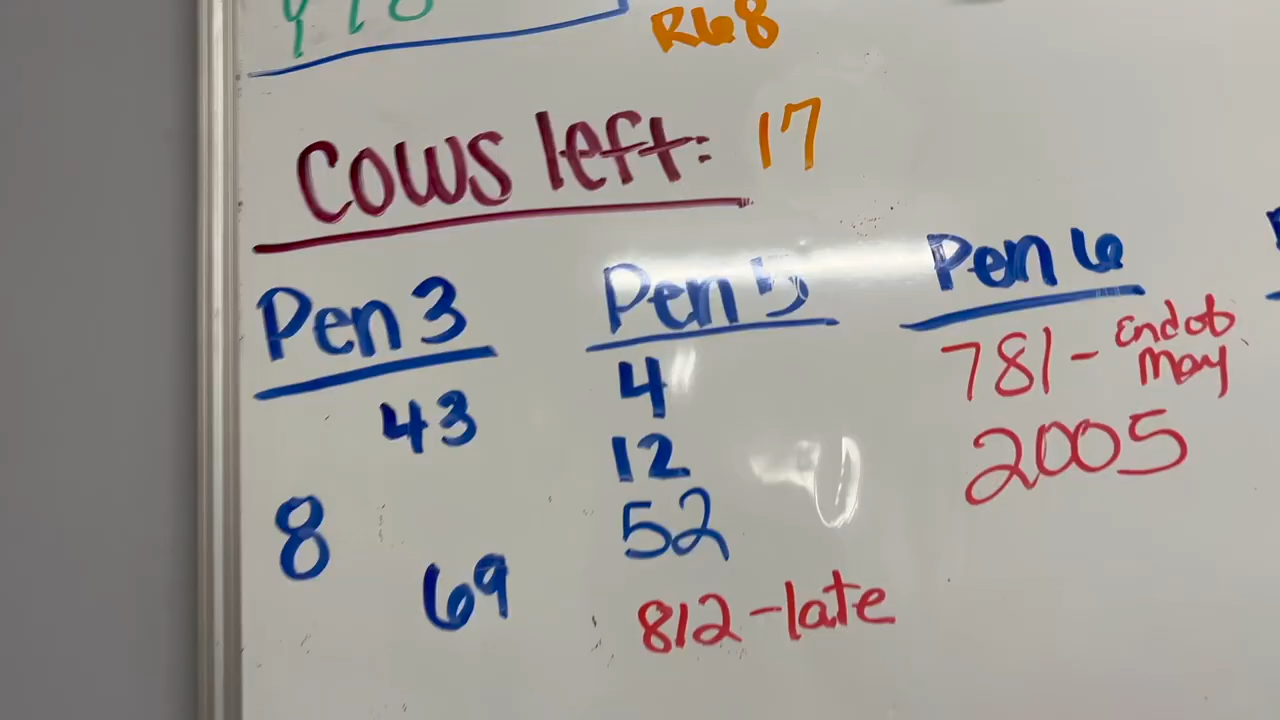 R68
Cows left: 17
Pen 3
43
8
69
Pen 5
4
12
52
812 - late
Pen 6
781 - End of
May
2005